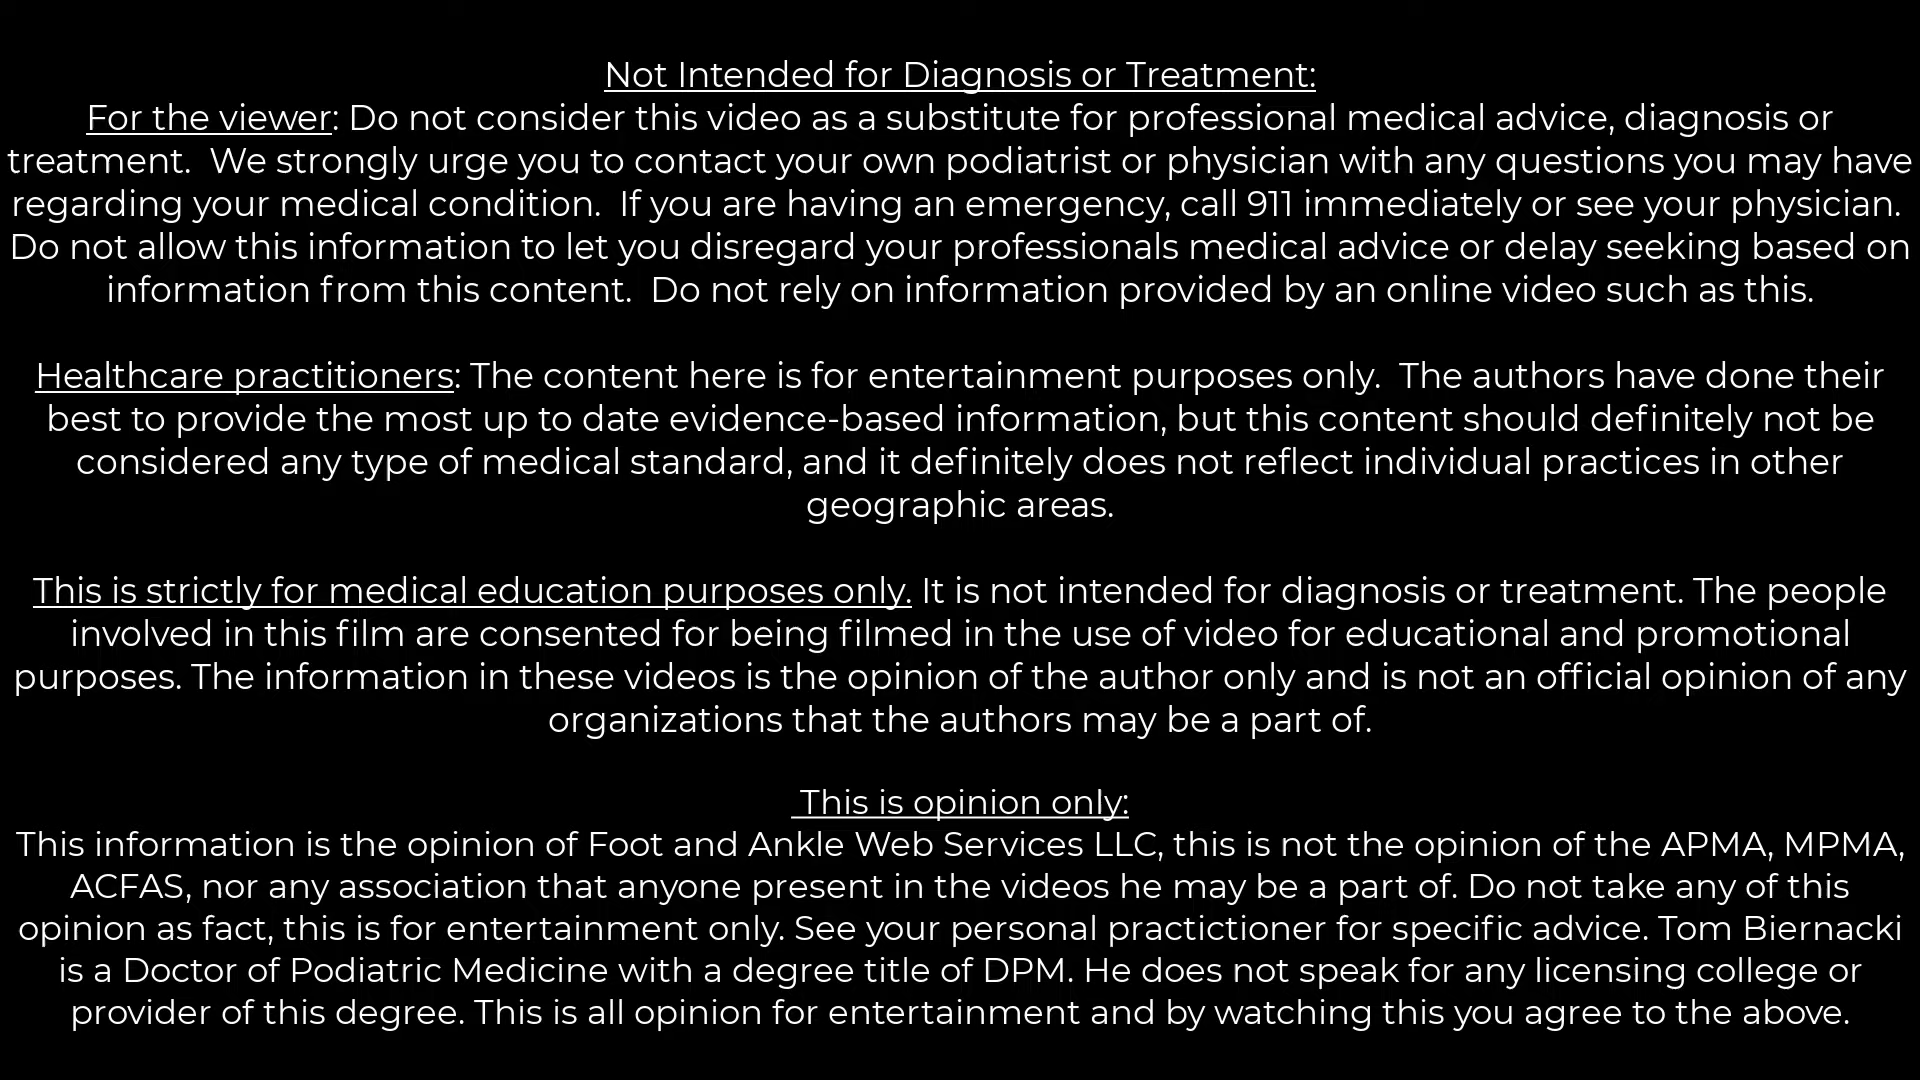 Not Intended for Diagnosis or Treatment:
For the viewer: Do not consider this video as a substitute for professional medical advice, diagnosis or
treatment.  We strongly urge you to contact your own podiatrist or physician with any questions you may have
regarding your medical condition.  If you are having an emergency, call 911 immediately or see your physician.
Do not allow this information to let you disregard your professionals medical advice or delay seeking based on
information from this content.  Do not rely on information provided by an online video such as this.
Healthcare practitioners: The content here is for entertainment purposes only.  The authors have done their
best to provide the most up to date evidence-based information, but this content should definitely not be
considered any type of medical standard, and it definitely does not reflect individual practices in other
geographic areas.
This is strictly for medical education purposes only. It is not intended for diagnosis or treatment. The people
involved in this film are consented for being filmed in the use of video for educational and promotional
purposes. The information in these videos is the opinion of the author only and is not an official opinion of any
organizations that the authors may be a part of.
This is opinion only:
This information is the opinion of Foot and Ankle Web Services LLC, this is not the opinion of the APMA, MPMA,
ACFAS, nor any association that anyone present in the videos he may be a part of. Do not take any of this
opinion as fact, this is for entertainment only. See your personal practictioner for specific advice. Tom Biernacki
is a Doctor of Podiatric Medicine with a degree title of DPM. He does not speak for any licensing college or
provider of this degree. This is all opinion for entertainment and by watching this you agree to the above.